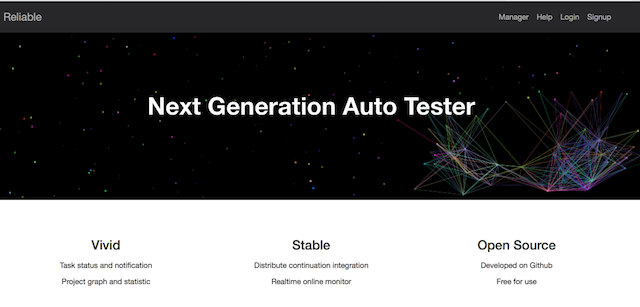 Reliable
Manager Help Login Signup
Next Generation Auto Tester
Vivid
Task status and notification
Project graph and statistic
Stable
Distribute continuation integration
Realtime online monitor
Open Source
Developed on Github
Free for use